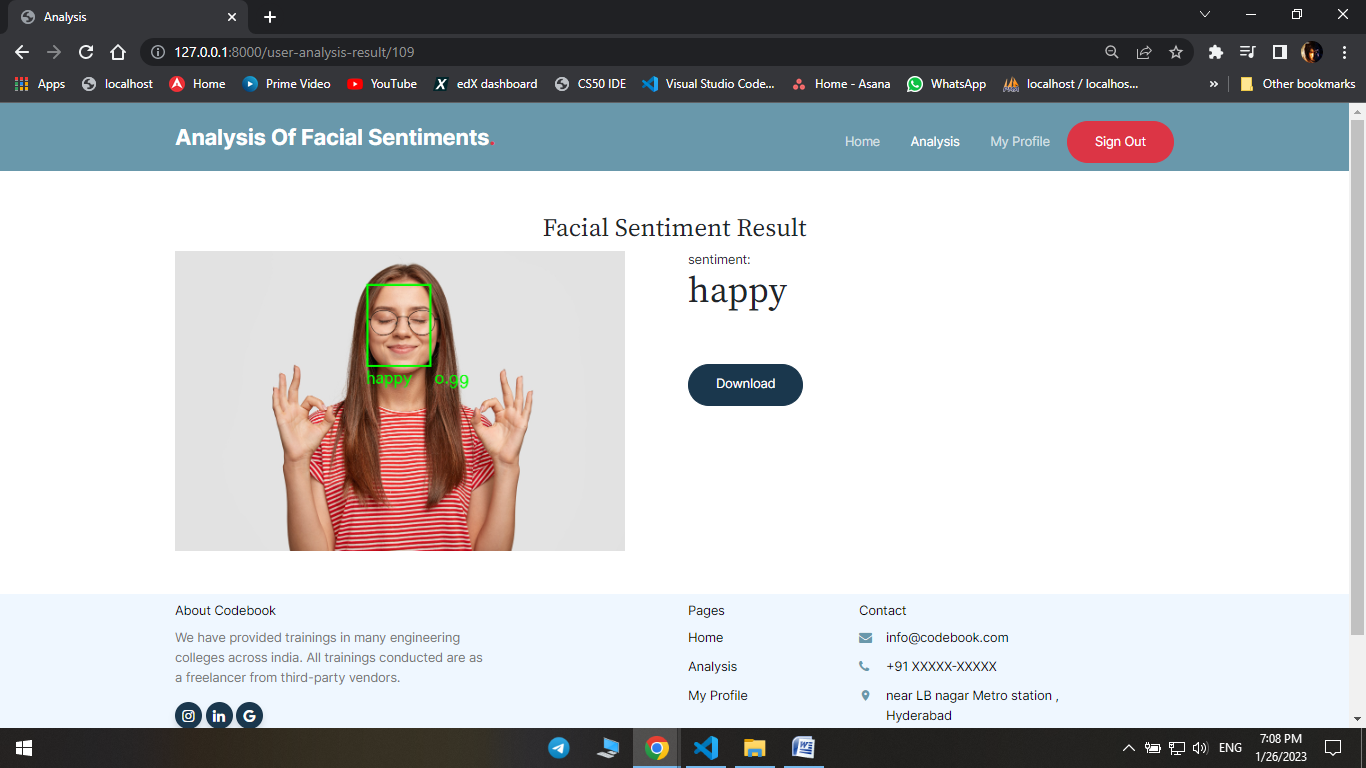 Analysis
127.0.0.1:8000/user-analysis-result/109
Apps localhost Home Prime Video YouTube edX dashboard CS50 IDE Visual Studio Code... Home - Asana WhatsApp localhost / localhos... » Other bookmarks
Analysis Of Facial Sentiments.
Home Analysis My Profile Sign Out
Facial Sentiment Result
sentiment:
happy
happy 0.99
Download
About Codebook
We have provided trainings in many engineering
colleges across india. All trainings conducted are as
a freelancer from third-party vendors.
Pages
Home
Analysis
My Profile
Contact
info@codebook.com
+91 XXXXX-XXXXX
near LB nagar Metro station ,
Hyderabad
ENG
7:08 PM
1/26/2023